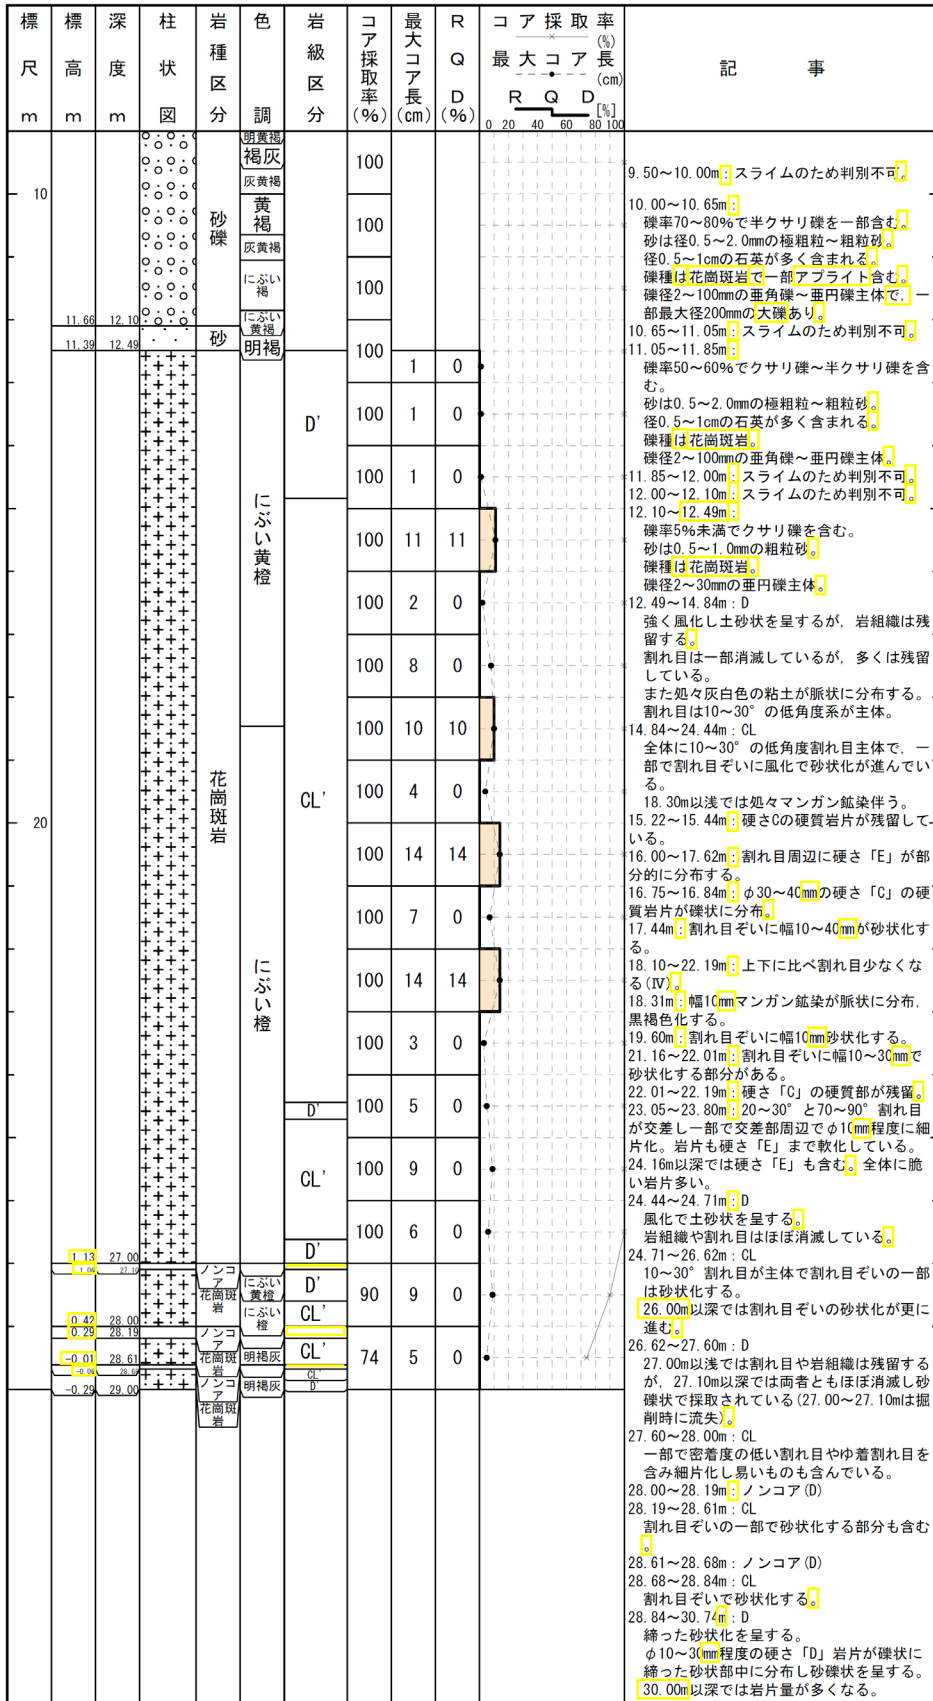 標尺m
標高m
深度m
柱状図
岩種区分
色調
岩級区分
コア採取率(%)
最大コア長(cm)
RQD(%)
コア採取率(%)
最大コア長(cm)
RQD[%]
0 20 40 60 80 100
記事
10
20
11.66 12.10
11.39 12.49
1.13 27.00
1.06 27.10
0.42 28.00
0.29 28.19
-0.01 28.61
-0.06 28.68
-0.29 29.00
砂礫
砂
花崗斑岩
ノンコア
花崗斑岩
ノンコア
花崗斑岩
ノンコア
花崗斑岩
明黄褐
褐灰
灰黄褐
黄褐
灰黄褐
にぶい褐
にぶい黄褐
明褐
にぶい黄橙
にぶい橙
にぶい黄橙
にぶい橙
明褐灰
明褐灰
D'
CL'
D'
CL'
D'
D'
CL'
CL'
CL'
D'
100
100
100
100
1 0
100 1 0
100 1 0
100 11 11
100 2 0
100 8 0
100 10 10
100 4 0
100 14 14
100 7 0
100 14 14
100 3 0
100 5 0
100 9 0
100 6 0
90 9 0
74 5 0
9.50〜10.00m:スライムのため判別不可。
10.00〜10.65m:
礫率70〜80%で半クサリ礫を一部含む。
砂は径0.5〜2.0mmの極粗粒〜粗粒砂。
径0.5〜1cmの石英が多く含まれる。
礫種は花崗斑岩で一部アプライト含む。
礫径2〜100mmの亜角礫〜亜円礫主体で，一
部最大径200mmの大礫あり。
10.65〜11.05m:スライムのため判別不可。
11.05〜11.85m:
礫率50〜60%でクサリ礫〜半クサリ礫を含
む。
砂は0.5〜2.0mmの極粗粒〜粗粒砂。
径0.5〜1cmの石英が多く含まれる。
礫種は花崗斑岩。
礫径2〜100mmの亜角礫〜亜円礫主体。
11.85〜12.00m:スライムのため判別不可。
12.00〜12.10m:スライムのため判別不可。
12.10〜12.49m:
礫率5%未満でクサリ礫を含む。
砂は0.5〜1.0mmの粗粒砂。
礫種は花崗斑岩。
礫径2〜30mmの亜円礫主体。
12.49〜14.84m:D
強く風化し土砂状を呈するが，岩組織は残
留する。
割れ目は一部消滅しているが，多くは残留
している。
また処々灰白色の粘土が脈状に分布する。
割れ目は10〜30°の低角度系が主体。
14.84〜24.44m:CL
全体に10〜30°の低角度割れ目主体で，一
部で割れ目ぞいに風化で砂状化が進んでい
る。
18.30m以浅では処々マンガン鉱染伴う。
15.22〜15.44m:硬さCの硬質岩片が残留して
いる。
16.00〜17.62m:割れ目周辺に硬さ「E」が部
分的に分布する。
16.75〜16.84m:φ30〜40mmの硬さ「C」の硬
質岩片が礫状に分布。
17.44m:割れ目ぞいに幅10〜40mmが砂状化す
る。
18.10〜22.19m:上下に比べ割れ目少なくな
る(Ⅳ)。
18.31m:幅10mmマンガン鉱染が脈状に分布，
黒褐色化する。
19.60m:割れ目ぞいに幅10mm砂状化する。
21.16〜22.01m:割れ目ぞいに幅10〜30mmで
砂状化する部分がある。
22.01〜22.19m:硬さ「C」の硬質部が残留。
23.05〜23.80m:20〜30°と70〜90°割れ目
が交差し一部で交差部周辺でφ10mm程度に細
片化。岩片も硬さ「E」まで軟化している。
24.16m以深では硬さ「E」も含む。全体に脆
い岩片多い。
24.44〜24.71m:D
風化で土砂状を呈する。
岩組織や割れ目はほぼ消滅している。
24.71〜26.62m:CL
10〜30°割れ目が主体で割れ目ぞいの一部
は砂状化する。
26.00m以深では割れ目ぞいの砂状化が更に
進む。
26.62〜27.60m:D
27.00m以浅では割れ目や岩組織は残留する
が，27.10m以深では両者ともほぼ消滅し砂
礫状で採取されている(27.00〜27.10mは掘
削時に流失)。
27.60〜28.00m:CL
一部で密着度の低い割れ目やゆ着割れ目を
含み細片化し易いものも含んでいる。
28.00〜28.19m:ノンコア(D)
28.19〜28.61m:CL
割れ目ぞいの一部で砂状化する部分も含む
。
28.61〜28.68m:ノンコア(D)
28.68〜28.84m:CL
割れ目ぞいで砂状化する。
28.84〜30.74m:D
締った砂状化を呈する。
φ10〜30mm程度の硬さ「D」岩片が礫状に
締った砂状部中に分布し砂礫状を呈する。
30.00m以深では岩片量が多くなる。